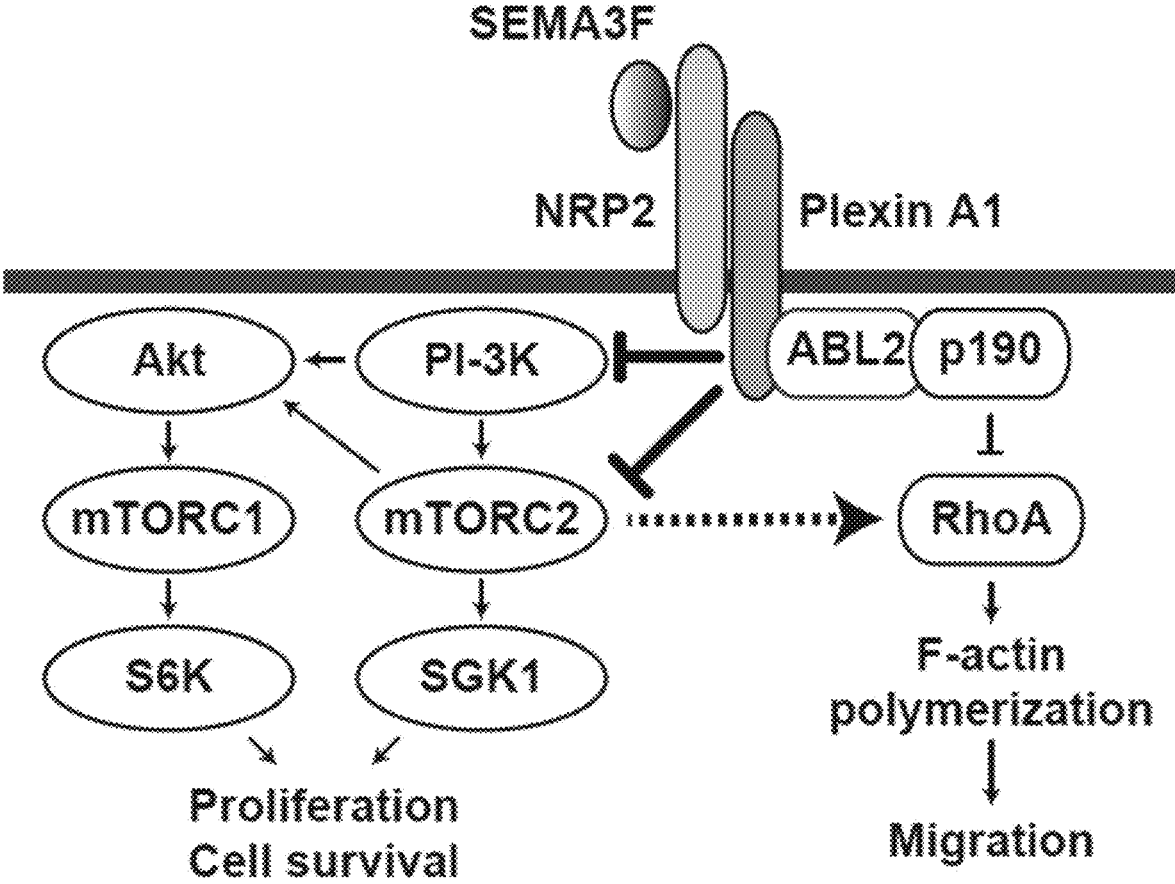 SEMA3F
NRP2
Plexin A1
Akt
PI-3K
ABL2
p190
mTORC1
mTORC2
RhoA
S6K
SGK1
F-actin
polymerization
Proliferation
Cell survival
Migration